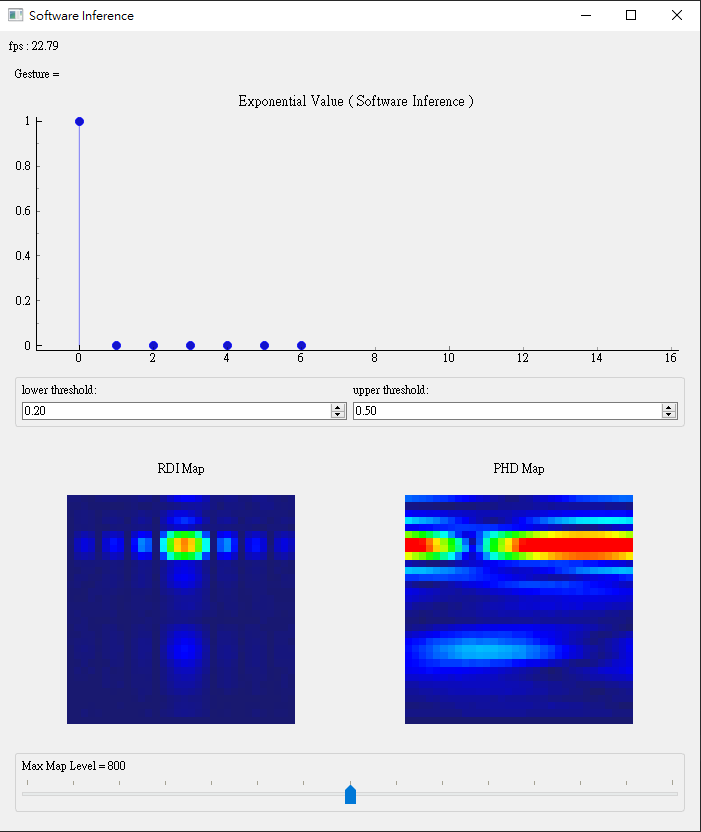 Software Inference
fps : 22.79
Gesture =
Exponential Value ( Software Inference )
1
0.8
0.6
0.4
0.2
0
0 2 4 6 8 10 12 14 16
lower threshold: upper threshold:
0.20 0.50
RDI Map PHD Map
Max Map Level = 800